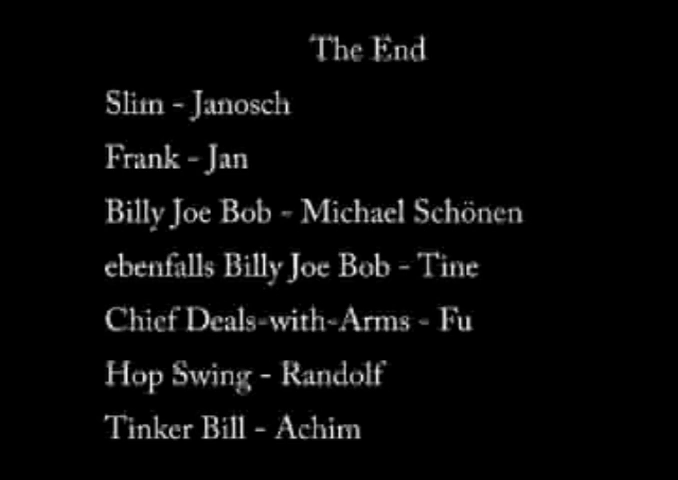 The End
Slim - Janosch
Frank - Jan
Billy Joe Bob - Michael Schönen
ebenfalls Billy Joe Bob - Tine
Chief Deals-with-Arms - Fu
Hop Swing - Randolf
Tinker Bill - Achim